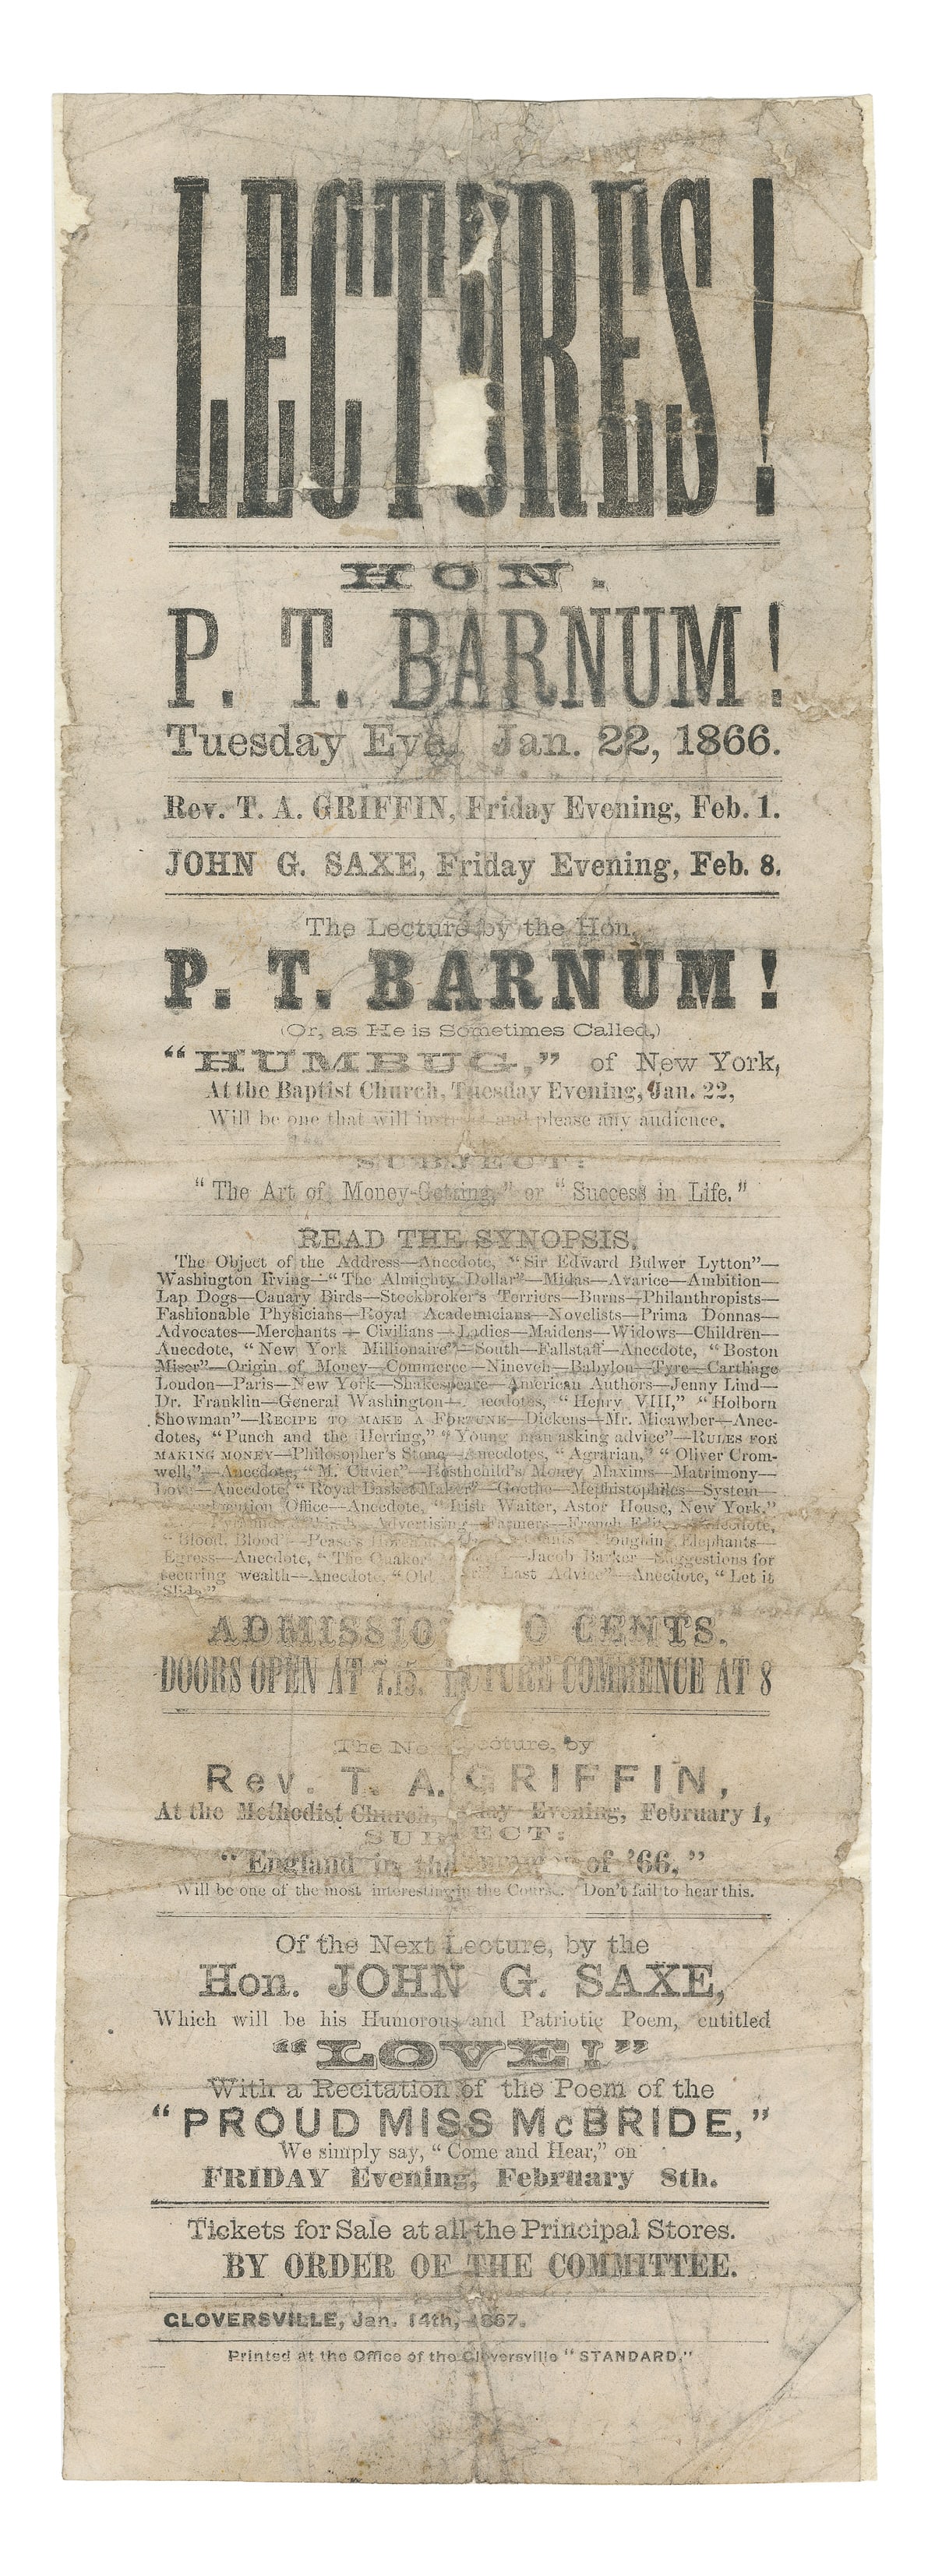 LECTURES!
HON.
P. T. BARNUM!
Tuesday Eve, Jan. 22, 1866.
Rev. T. A. GRIFFIN, Friday Evening, Feb. 1.
JOHN G. SAXE, Friday Evening, Feb. 8.
The Lecture by the Hon,
P. T. BARNUM!
(Or, as He is Sometimes Called,)
"HUMBUG," of New York,
At the Baptist Church, Tuesday Evening, Jan. 22,
Will be one that will and please any audience.
SUBJECT:
"The Art of Money-Getting," or "Success in Life."
READ THE SYNOPSIS.
The Object of the Address—Anecdote, "Sir Edward Bulwer Lytton"—
Washington Irving—"The Almighty Dollar"—Midas—Avarice—Ambition—
Lap Dogs—Canary Birds—Stockbroker's Terriers—Burns—Philanthropists—
Fashionable Physicians—Royal Academicians—Novelists—Prima Donnas—
Advocates—Merchants—Civilians—Ladies—Maidens—Widows—Children—
Anecdote, "New York Millionaire"—South—Fallstaff—Anecdote, "Boston
Miser"—Origin of Money—Commerce—Nineveh—Babylon—Tyre—Carthage
London—Paris—New York—Shakespeare—American Authors—Jenny Lind—
Dr. Franklin—General Washington—Anecdotes, "Henry VIII," "Holborn
Showman"—RECIPE TO MAKE A FORTUNE—Dickens—Mr. Micawber—Anec-
dotes, "Punch and the Herring," "Young man asking advice"—RULES FOR
MAKING MONEY—Philosopher's Stone—Anecdotes, "Agrarian," "Oliver Crom-
well,"—Anecdote, "M. Cuvier"—Rosthchild's Money Maxims—Matrimony—
Love—Anecdote, "Royal Basket Maker"—Goethe—Mephistophiles—System—
Office—Anecdote, "Irish Waiter, Astor House, New York."
Advertising—Farmers—French
"Blood, Blood"—Pease's Ploughing Elephants—
Egress—Anecdote, "The Quaker —Jacob Barker—Suggestions for
securing wealth—Anecdote, "Old Last Advice"—Anecdote, "Let it
Slide."
ADMISSION CENTS.
DOORS OPEN AT 7.15. LECTURE COMMENCE AT 8
The Next Lecture, by
Rev. T. A. GRIFFIN,
At the Methodist Church, Friday Evening, February 1,
SUBJECT:
"England in the of '66,"
Will be one of the most interesting in the Course. Don't fail to hear this.
Of the Next Lecture, by the
Hon. JOHN G. SAXE,
Which will be his Humorous and Patriotic Poem, entitled
"LOVE!"
With a Recitation of the Poem of the
"PROUD MISS McBRIDE,"
We simply say, "Come and Hear," on
FRIDAY Evening, February 8th.
Tickets for Sale at all the Principal Stores.
BY ORDER OF THE COMMITTEE.
GLOVERSVILLE, Jan. 14th, 1867.
Printed at the Office of the Gloversville "STANDARD."